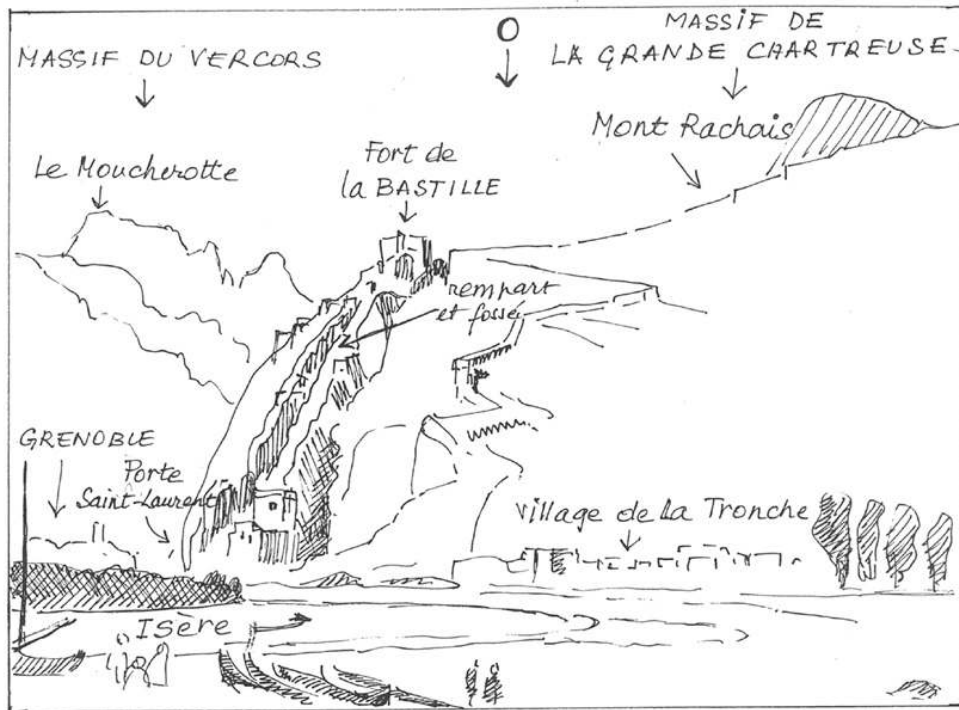 MASSIF DU VERCORS
O
MASSIF DE
LA GRANDE CHARTREUSE
Mont Rachais
Le Moucherotte
Fort de
la BASTILLE
rempart
et fossé
GRENOBLE
Porte
Saint-Laurent
Village de La Tronche
Isère